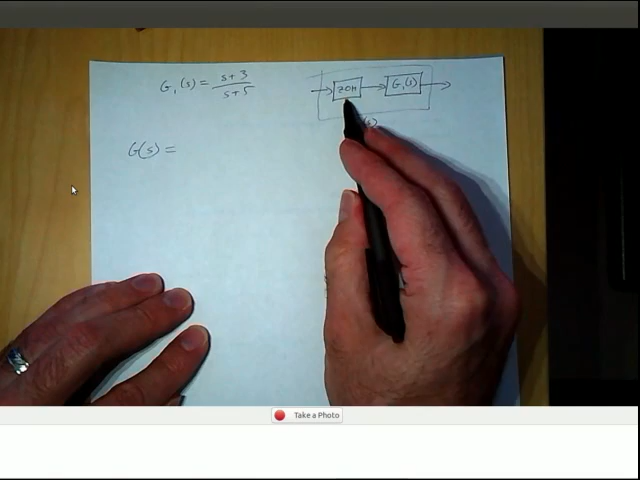 G₁(s) = s+3 / s+5
ZOH G₁(s)
(s)
G(s) =
Take a Photo